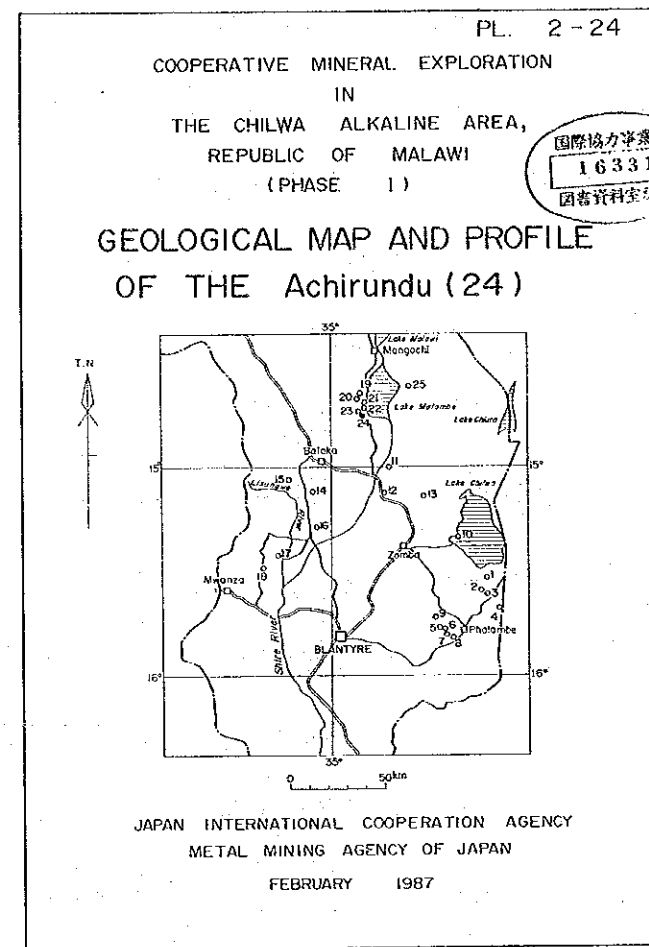 PL. 2-24
COOPERATIVE MINERAL EXPLORATION
IN
THE CHILWA ALKALINE AREA,
REPUBLIC OF MALAWI
(PHASE 1)
国際協力事業
16331
図書資料室
GEOLOGICAL MAP AND PROFILE
OF THE Achirundu (24)
T.N
35°
Lake Malawi
Mangochi
19
25
20
21
22
23
24
Lake Malombe
Lake Chiuta
Balaka
15°
11
15°
15
Lisungwe
14
12
13
Lake Chilwa
16
10
Zomba
17
18
Mwanza
1
2
3
4
9
5
6
Phalombe
7
8
BLANTYRE
Shire River
16°
16°
35°
0
50km
JAPAN INTERNATIONAL COOPERATION AGENCY
METAL MINING AGENCY OF JAPAN
FEBRUARY 1987